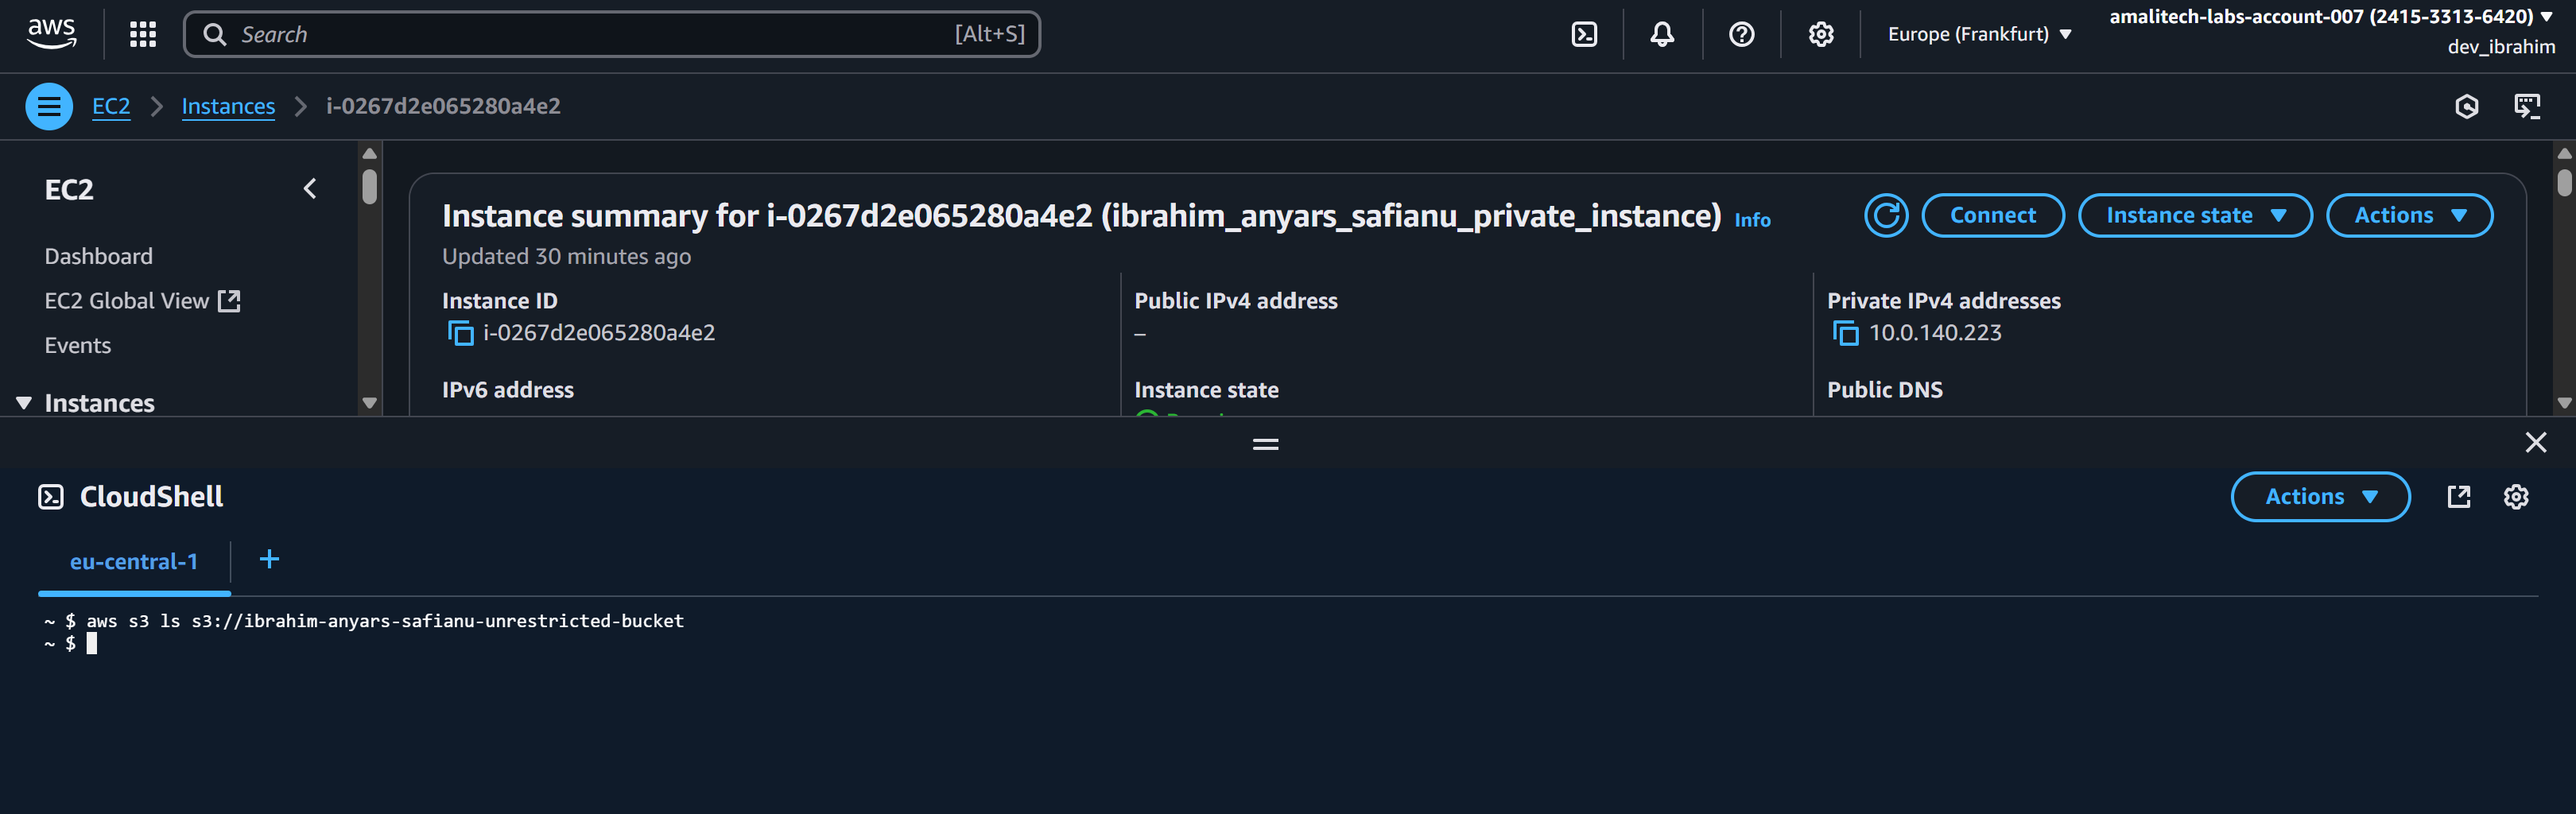 aws
Search
[Alt+S]
Europe (Frankfurt)
amalitech-labs-account-007 (2415-3313-6420)
dev_ibrahim
EC2
Instances
i-0267d2e065280a4e2
EC2
Dashboard
EC2 Global View
Events
Instances
Instance summary for i-0267d2e065280a4e2 (ibrahim_anyars_safianu_private_instance) Info
Updated 30 minutes ago
Connect
Instance state
Actions
Instance ID
i-0267d2e065280a4e2
Public IPv4 address
–
Private IPv4 addresses
10.0.140.223
IPv6 address
Instance state
Public DNS
CloudShell
Actions
eu-central-1
~ $ aws s3 ls s3://ibrahim-anyars-safianu-unrestricted-bucket
~ $